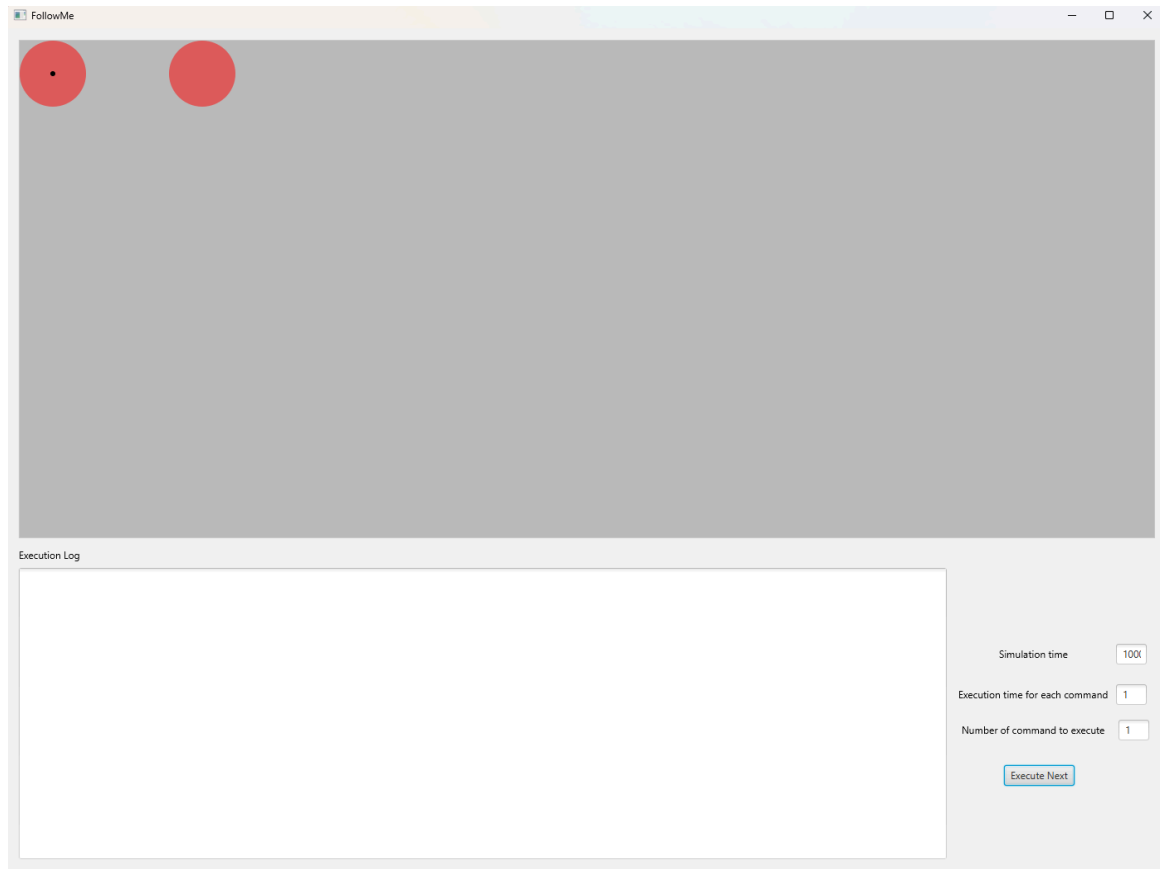 FollowMe
Execution Log
Simulation time 100
Execution time for each command 1
Number of command to execute 1
Execute Next